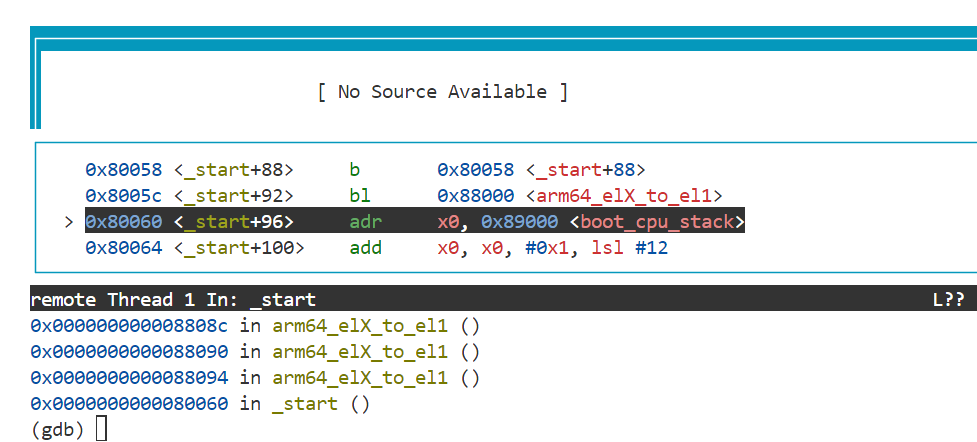 [ No Source Available ]
0x80058 <_start+88> b 0x80058 <_start+88>
0x8005c <_start+92> bl 0x88000 <arm64_elX_to_el1>
> 0x80060 <_start+96> adr x0, 0x89000 <boot_cpu_stack>
0x80064 <_start+100> add x0, x0, #0x1, lsl #12
remote Thread 1 In: _start L??
0x000000000008808c in arm64_elX_to_el1 ()
0x0000000000088090 in arm64_elX_to_el1 ()
0x0000000000088094 in arm64_elX_to_el1 ()
0x0000000000080060 in _start ()
(gdb)